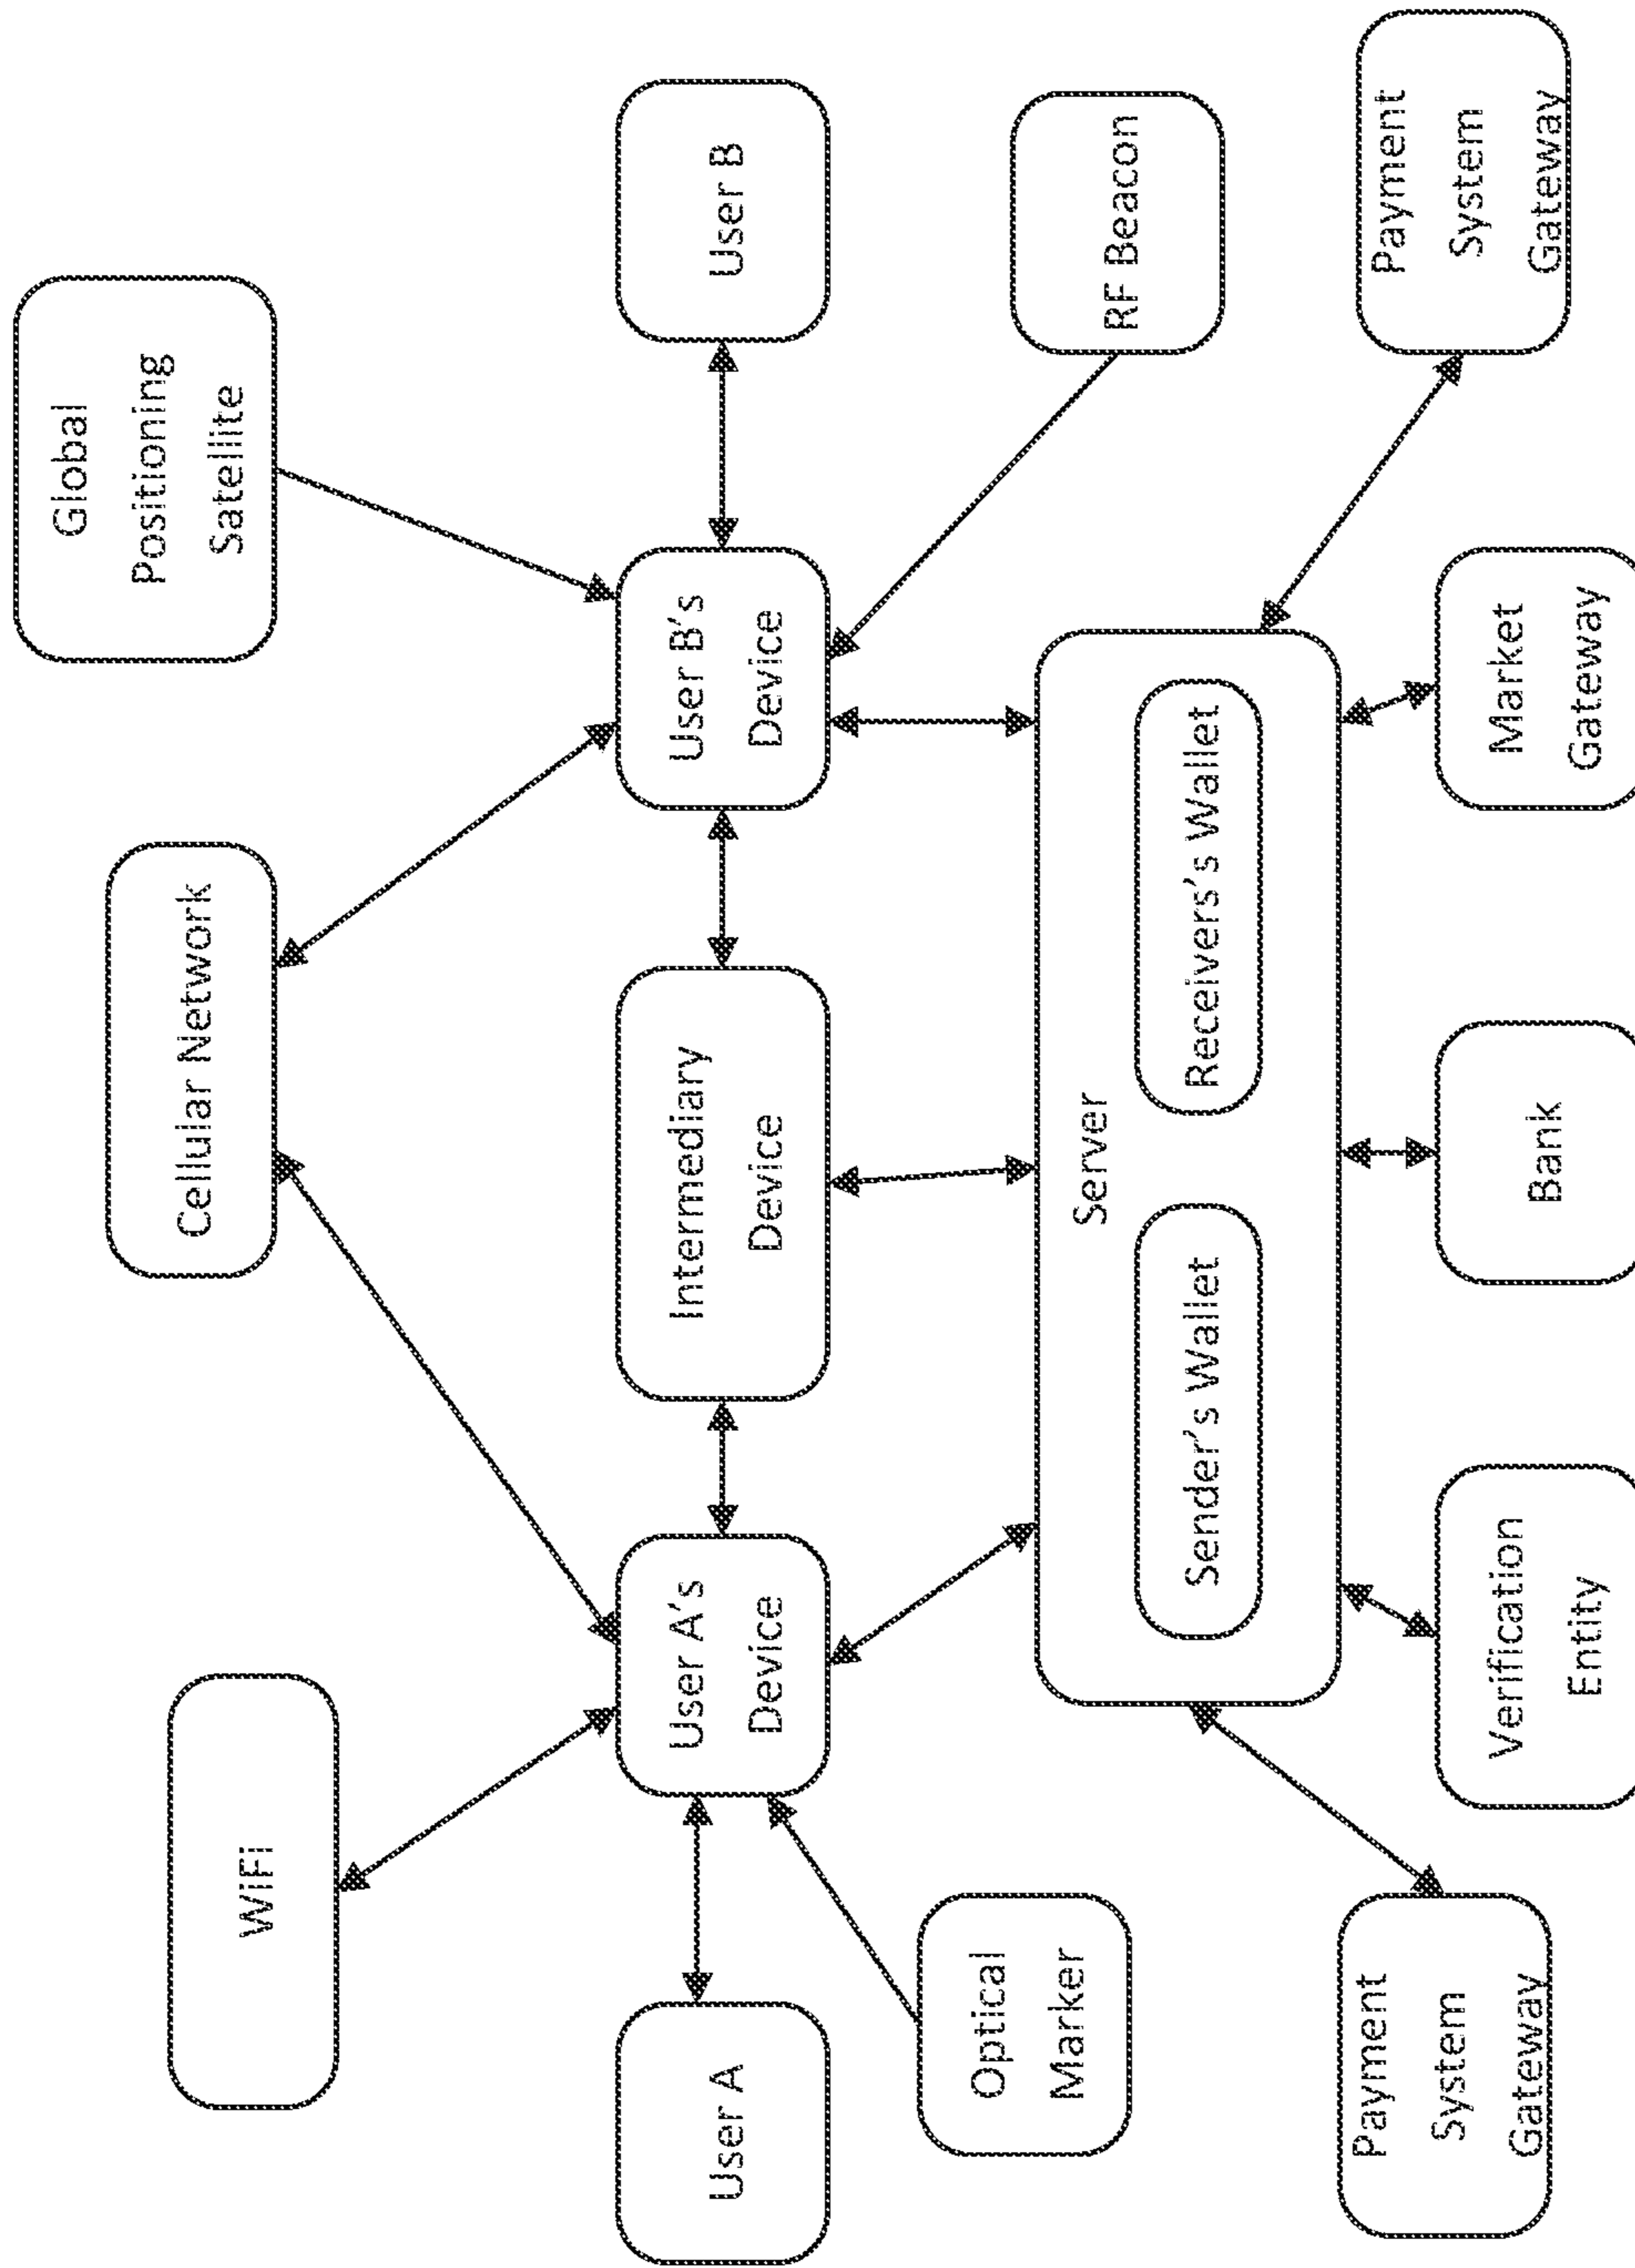 Global
Positioning
Satellite
Cellular Network
WiFi
User A
User A's
Device
Intermediary
Device
User B's
Device
User B
Optical
Marker
Server
Sender's Wallet
Receivers's Wallet
RF Beacon
Payment
System
Gateway
Verification
Entity
Bank
Market
Gateway
Payment
System
Gateway